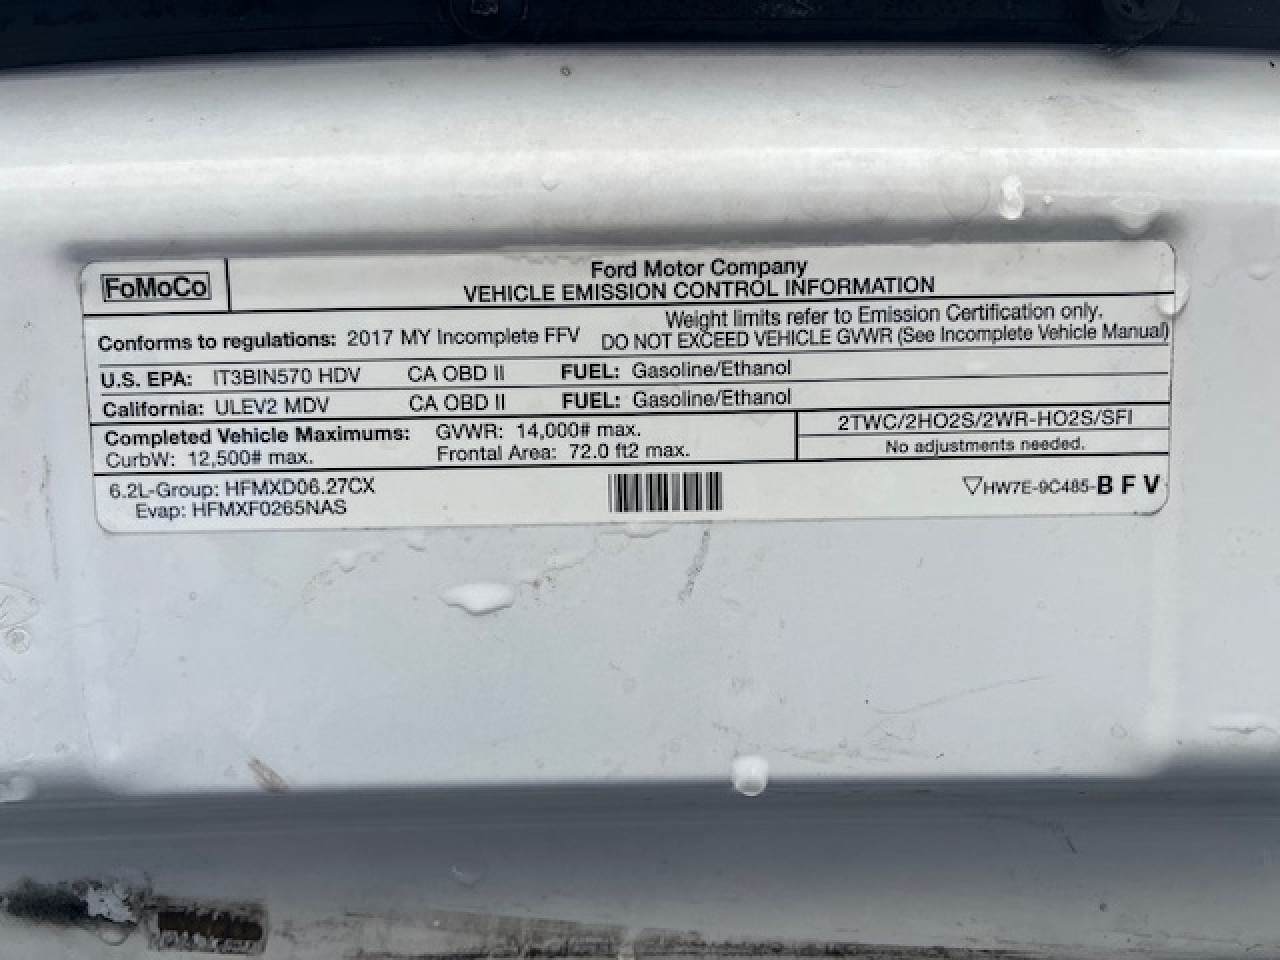 FoMoCo
Ford Motor Company
VEHICLE EMISSION CONTROL INFORMATION
Conforms to regulations: 2017 MY Incomplete FFV
Weight limits refer to Emission Certification only.
DO NOT EXCEED VEHICLE GVWR (See Incomplete Vehicle Manual)
U.S. EPA: IT3BIN570 HDV CA OBD II FUEL: Gasoline/Ethanol
California: ULEV2 MDV CA OBD II FUEL: Gasoline/Ethanol
Completed Vehicle Maximums: GVWR: 14,000# max.
CurbW: 12,500# max. Frontal Area: 72.0 ft2 max.
2TWC/2HO2S/2WR-HO2S/SFI
No adjustments needed.
6.2L-Group: HFMXD06.27CX
Evap: HFMXF0265NAS
HW7E-9C485-BFV